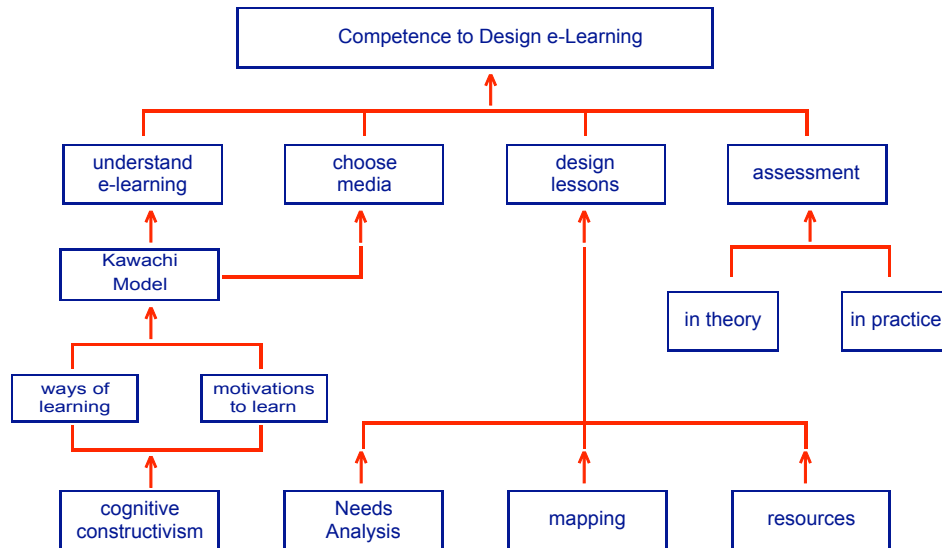 Competence to Design e-Learning
understand
e-learning
choose
media
design
lessons
assessment
Kawachi
Model
in theory
in practice
ways of
learning
motivations
to learn
cognitive
constructivism
Needs
Analysis
mapping
resources